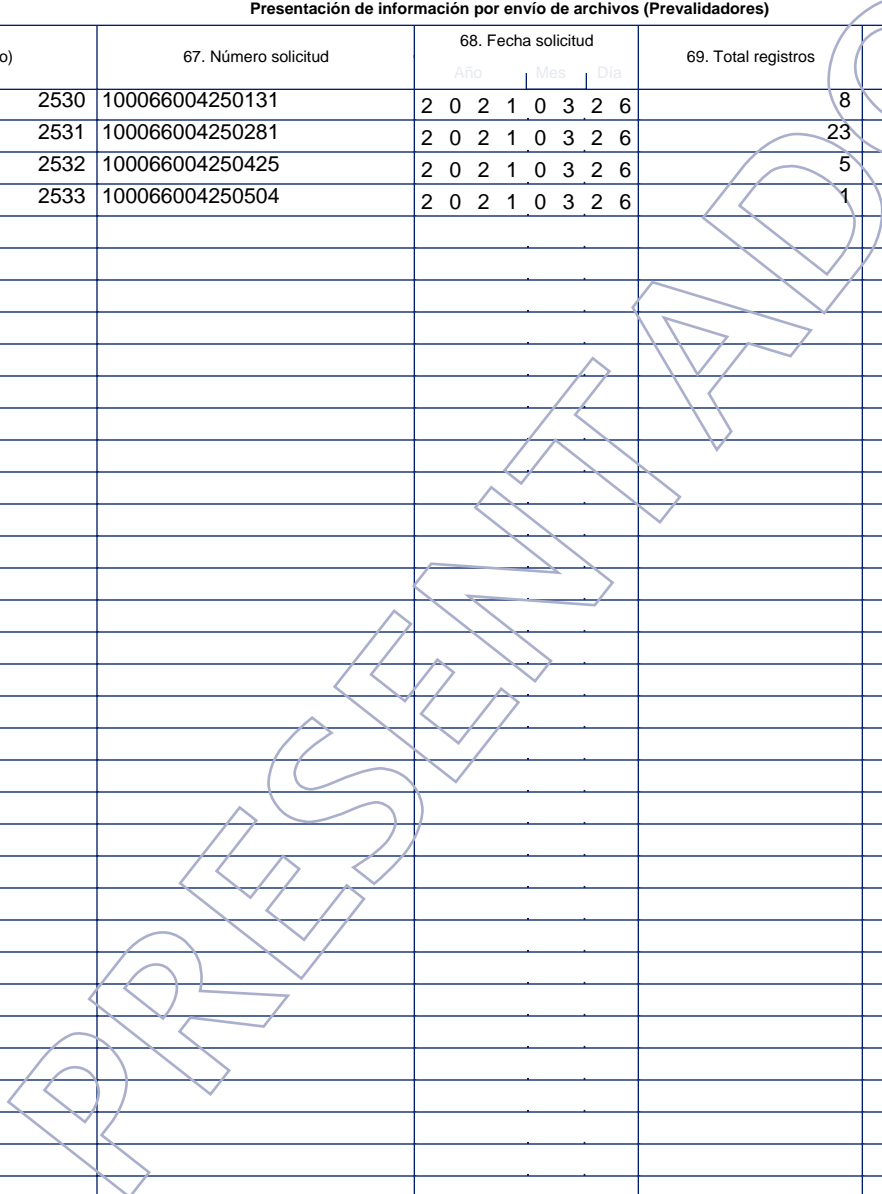 Presentación de información por envío de archivos (Prevalidadores)
o) 67. Número solicitud 68. Fecha solicitud 69. Total registros
Año Mes Día
2530 100066004250131 2 0 2 1 0 3 2 6 8
2531 100066004250281 2 0 2 1 0 3 2 6 23
2532 100066004250425 2 0 2 1 0 3 2 6 5
2533 100066004250504 2 0 2 1 0 3 2 6 1
PRESENTADO